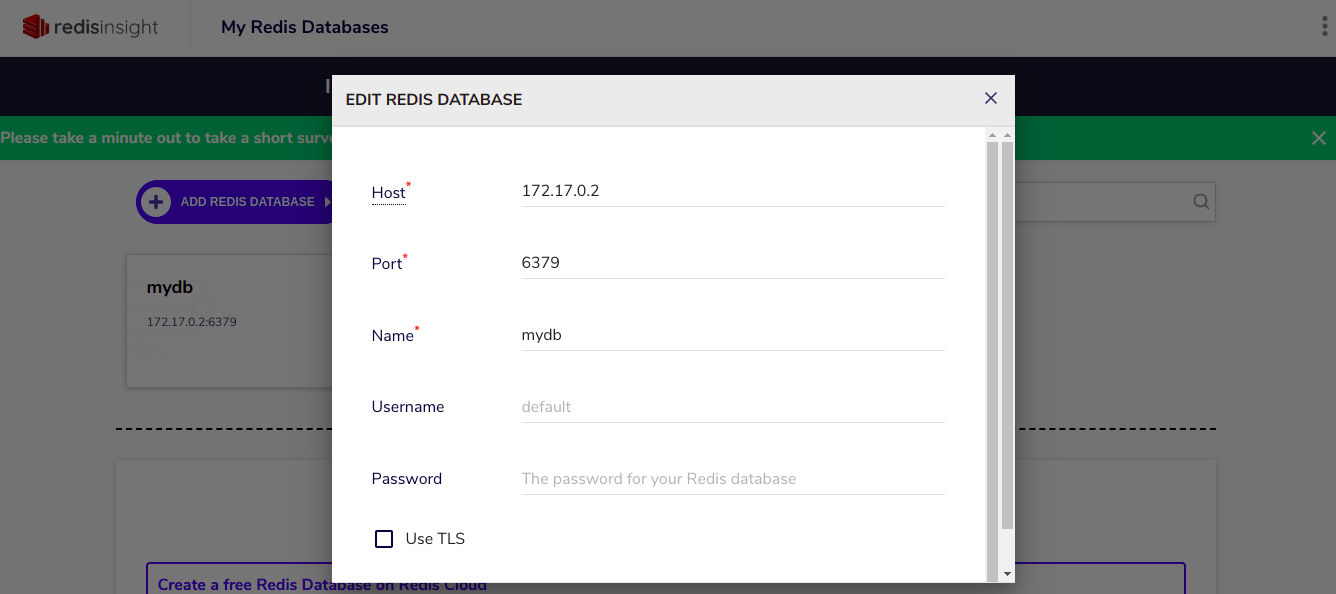 redisinsight
My Redis Databases
EDIT REDIS DATABASE
Please take a minute out to take a short
Host*
172.17.0.2
ADD REDIS DATABASE
Port*
6379
mydb
172.17.0.2:6379
Name*
mydb
Username
default
Password
The password for your Redis database
Use TLS
Create a free Redis Database on Redis Cloud